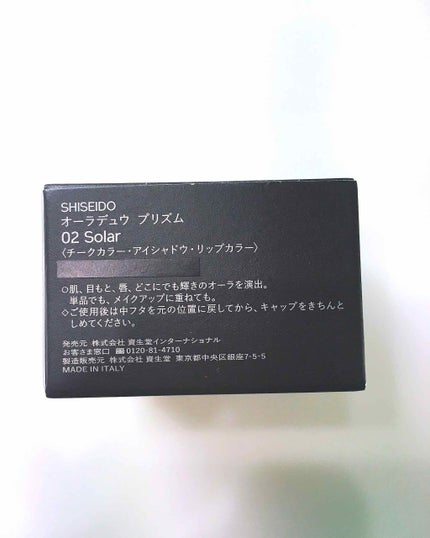 SHISEIDO
オーラデュウ プリズム
02 Solar
〈チークカラー・アイシャドウ・リップカラー〉
○肌、目もと、唇、どこにでも輝きのオーラを演出。
単品でも、メイクアップに重ねても。
◇ご使用後は中フタを元の位置に戻してから、キャップをきちんと
しめてください。
発売元 株式会社 資生堂インターナショナル
お客さま窓口 0120-81-4710
製造販売元 株式会社 資生堂 東京都中央区銀座7-5-5
MADE IN ITALY